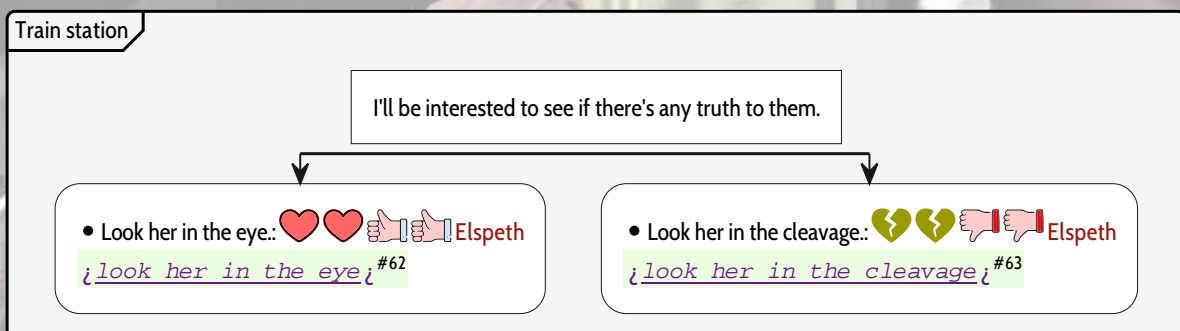 Train station
I'll be interested to see if there's any truth to them.
• Look her in the eye.: Elspeth
¿look her in the eye¿#62
• Look her in the cleavage.: Elspeth
¿look her in the cleavage¿#63